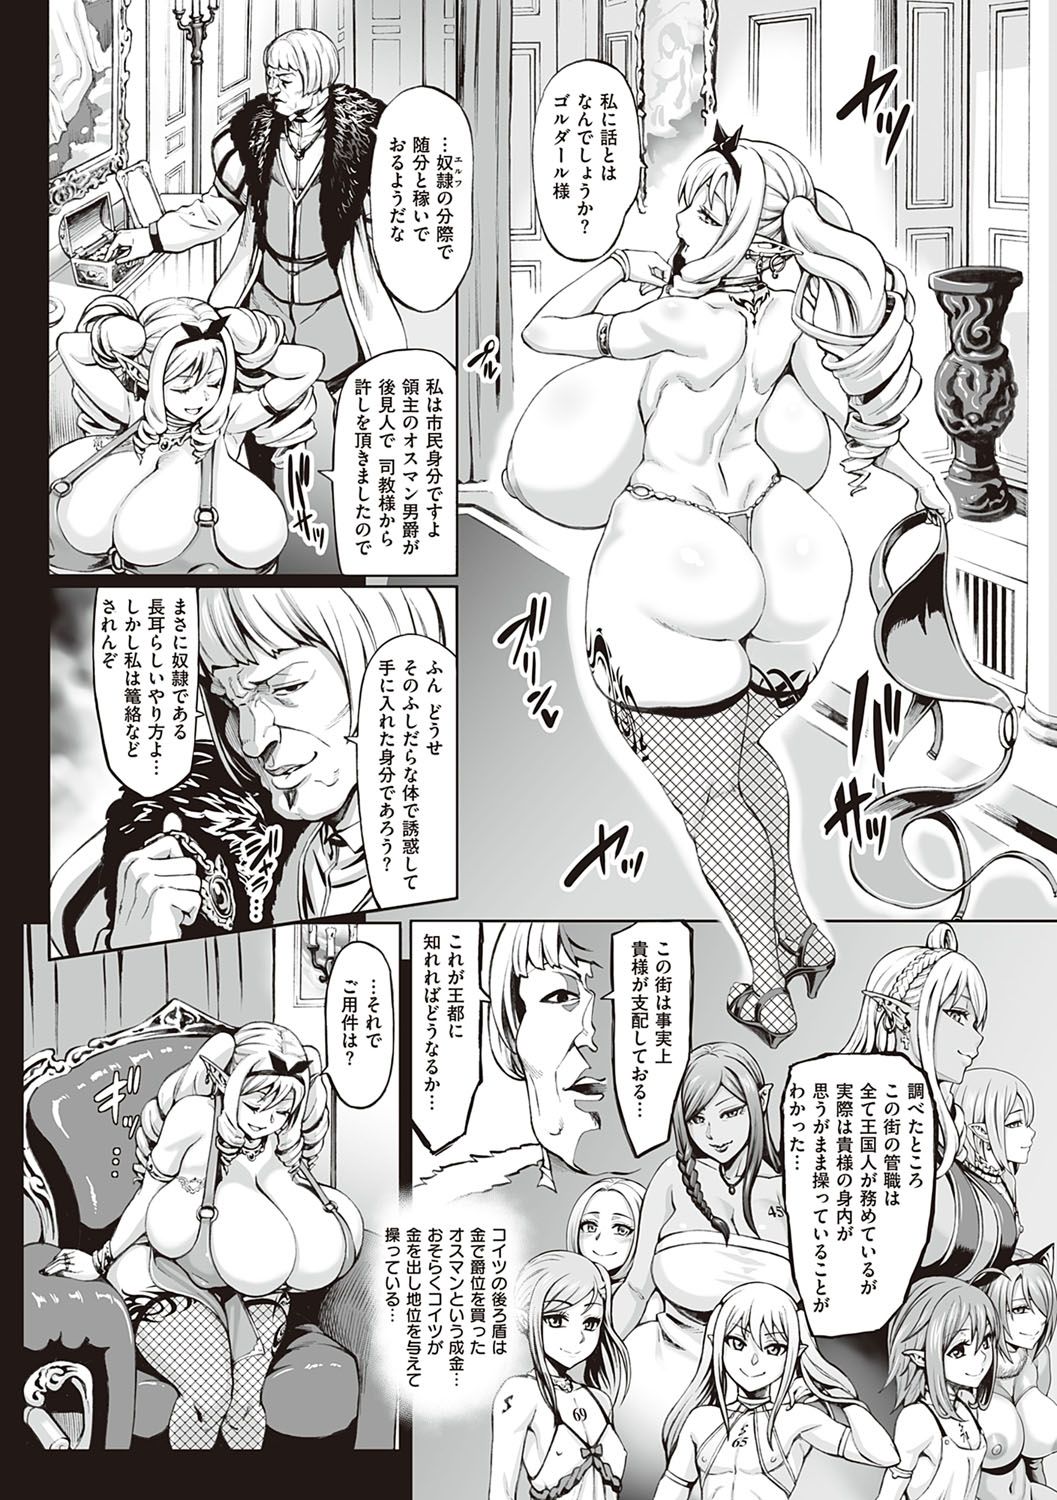 私に話とは
なんでしょうか?
ゴルダール様
…奴隷の分際で
エルフ
随分と稼いで
おるようだな
私は市民身分ですよ
領主のオスマン男爵が
後見人で司教様から
許しを頂きましたので
ふん どうせ
そのふしだらな体で誘惑して
手に入れた身分であろう?
まさに奴隷である
長耳らしいやり方よ…
しかし私は篭絡など
されんぞ
調べたところ
この街の管職は
全て王国人が務めているが
実際は貴様の身内が
思うがまま操っていることが
わかった…
この街は事実上
貴様が支配しておる…
これが王都に
知れればどうなるか…
コイツの後ろ盾は
金で爵位を買った
オスマンという成金…
おそらくコイツが
金を出し地位を与えて
操っている…
…それで
ご用件は?
45
69
65